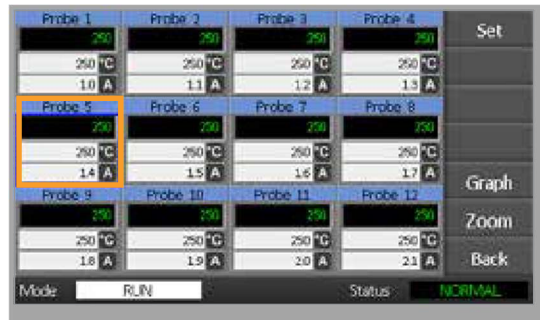 Probe 1 Probe 2 Probe 3 Probe 4 Set
250 250 250 250
250 °C 250 °C 250 °C 250 °C
1.0 A 1.1 A 1.2 A 1.3 A
Probe 5 Probe 6 Probe 7 Probe 8
250 250 250 250
250 °C 250 °C 250 °C 250 °C
1.4 A 1.5 A 1.6 A 1.7 A Graph
Probe 9 Probe 10 Probe 11 Probe 12
250 250 250 250 Zoom
250 °C 250 °C 250 °C 250 °C
1.8 A 1.9 A 2.0 A 2.1 A Back
Mode RUN Status NORMAL